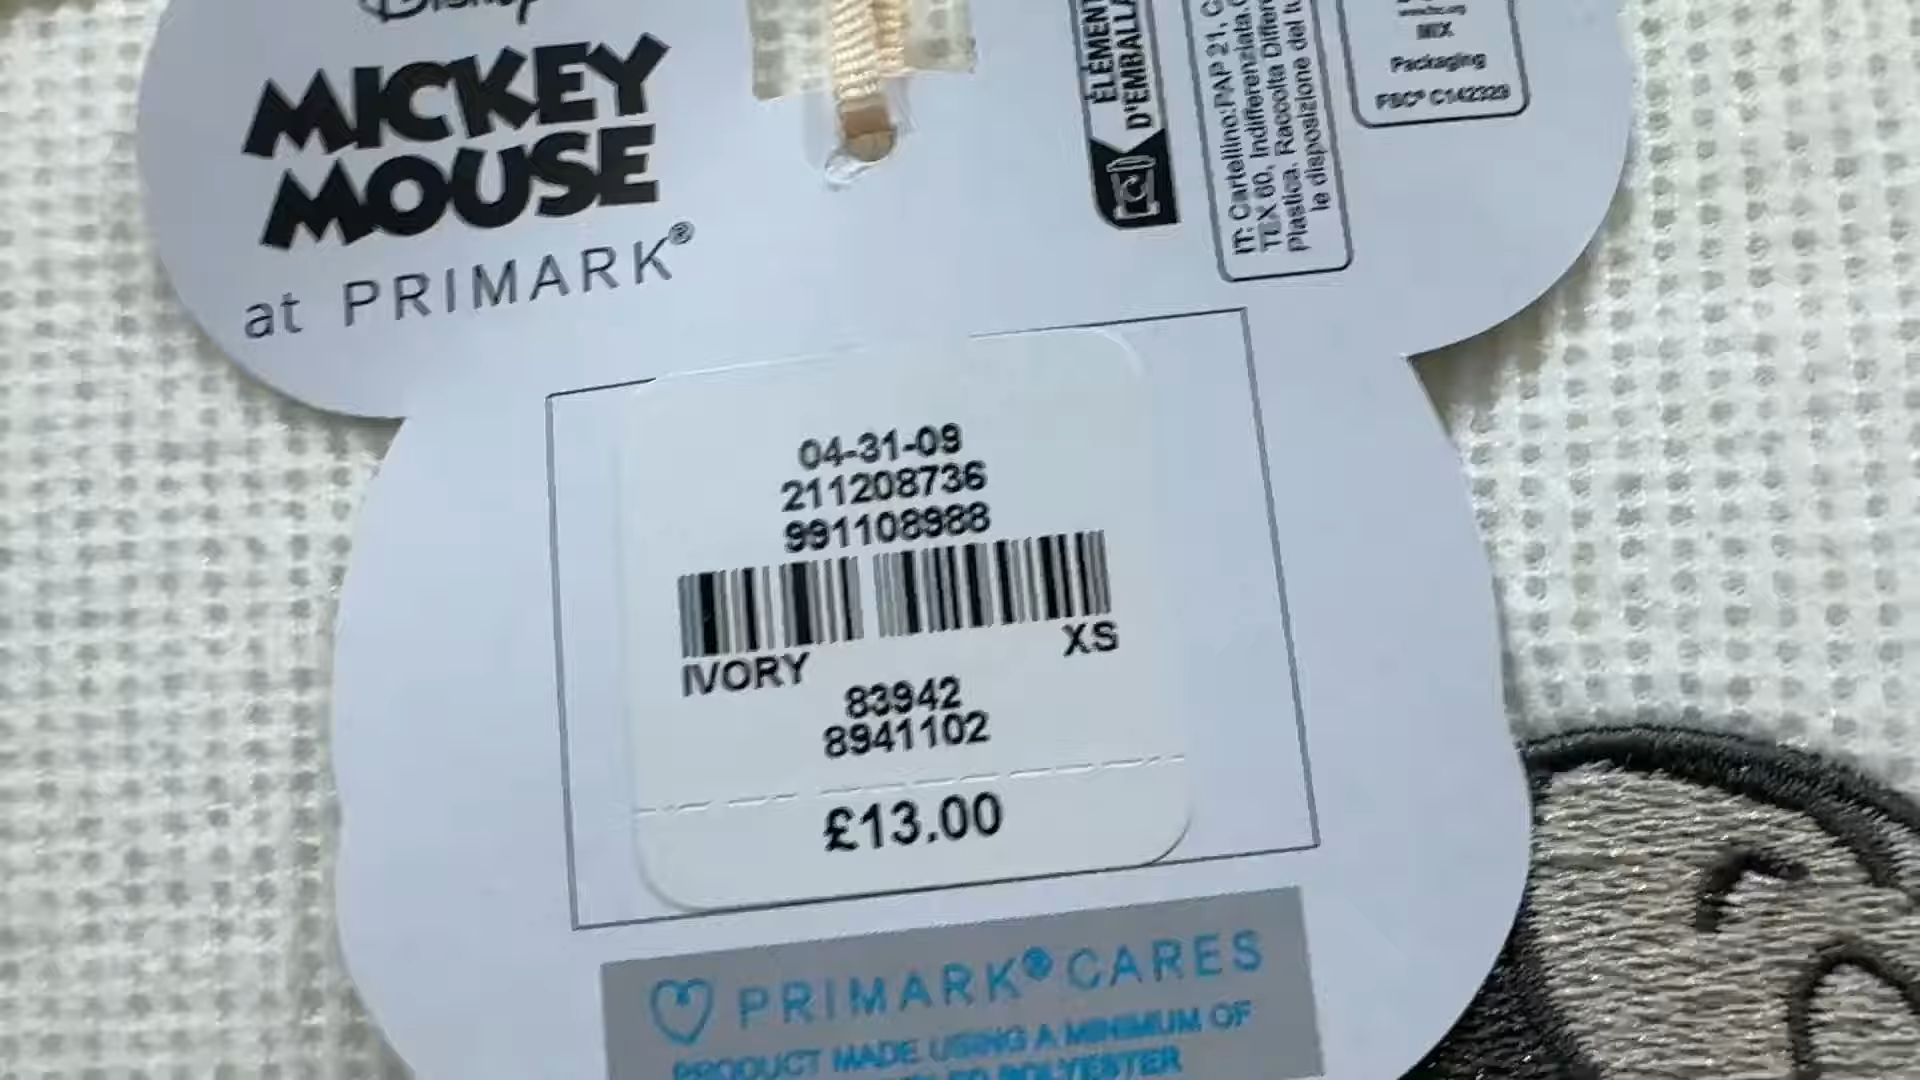 Disney
MICKEY
MOUSE
at PRIMARK®
ÉLÉMENT
D'EMBALLA
IT: Cartellino:PAP 21, C
TEX 60, Indifferenziata.
Plastica. Raccolta Differe
le disposizione del tu
MIX
Packaging
FSC® C142329
04-31-09
211208736
991108988
IVORY
XS
83942
8941102
£13.00
PRIMARK® CARES
PRODUCT MADE USING A MINIMUM OF
POLYESTER